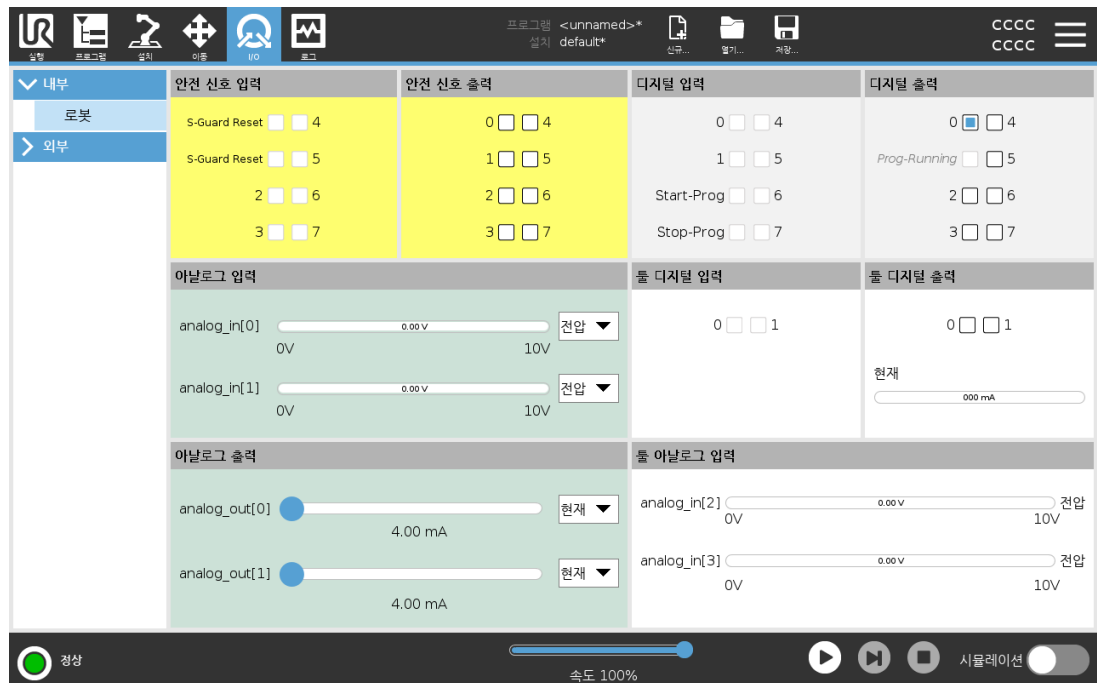 UR
실행 프로그램 설치 이동 I/O 로그
프로그램 <unnamed>*
설치 default*
신규... 열기... 저장...
CCCC
CCCC
내부
로봇
외부
안전 신호 입력
S-Guard Reset 4
S-Guard Reset 5
2 6
3 7
안전 신호 출력
0 4
1 5
2 6
3 7
디지털 입력
0 4
1 5
Start-Prog 6
Stop-Prog 7
디지털 출력
0 4
Prog-Running 5
2 6
3 7
아날로그 입력
analog_in[0] 0.00 V 전압
0V 10V
analog_in[1] 0.00 V 전압
0V 10V
툴 디지털 입력
0 1
툴 디지털 출력
0 1
현재
000 mA
아날로그 출력
analog_out[0] 현재
4.00 mA
analog_out[1] 현재
4.00 mA
툴 아날로그 입력
analog_in[2] 0.00 V 전압
0V 10V
analog_in[3] 0.00 V 전압
0V 10V
정상
속도 100%
시뮬레이션